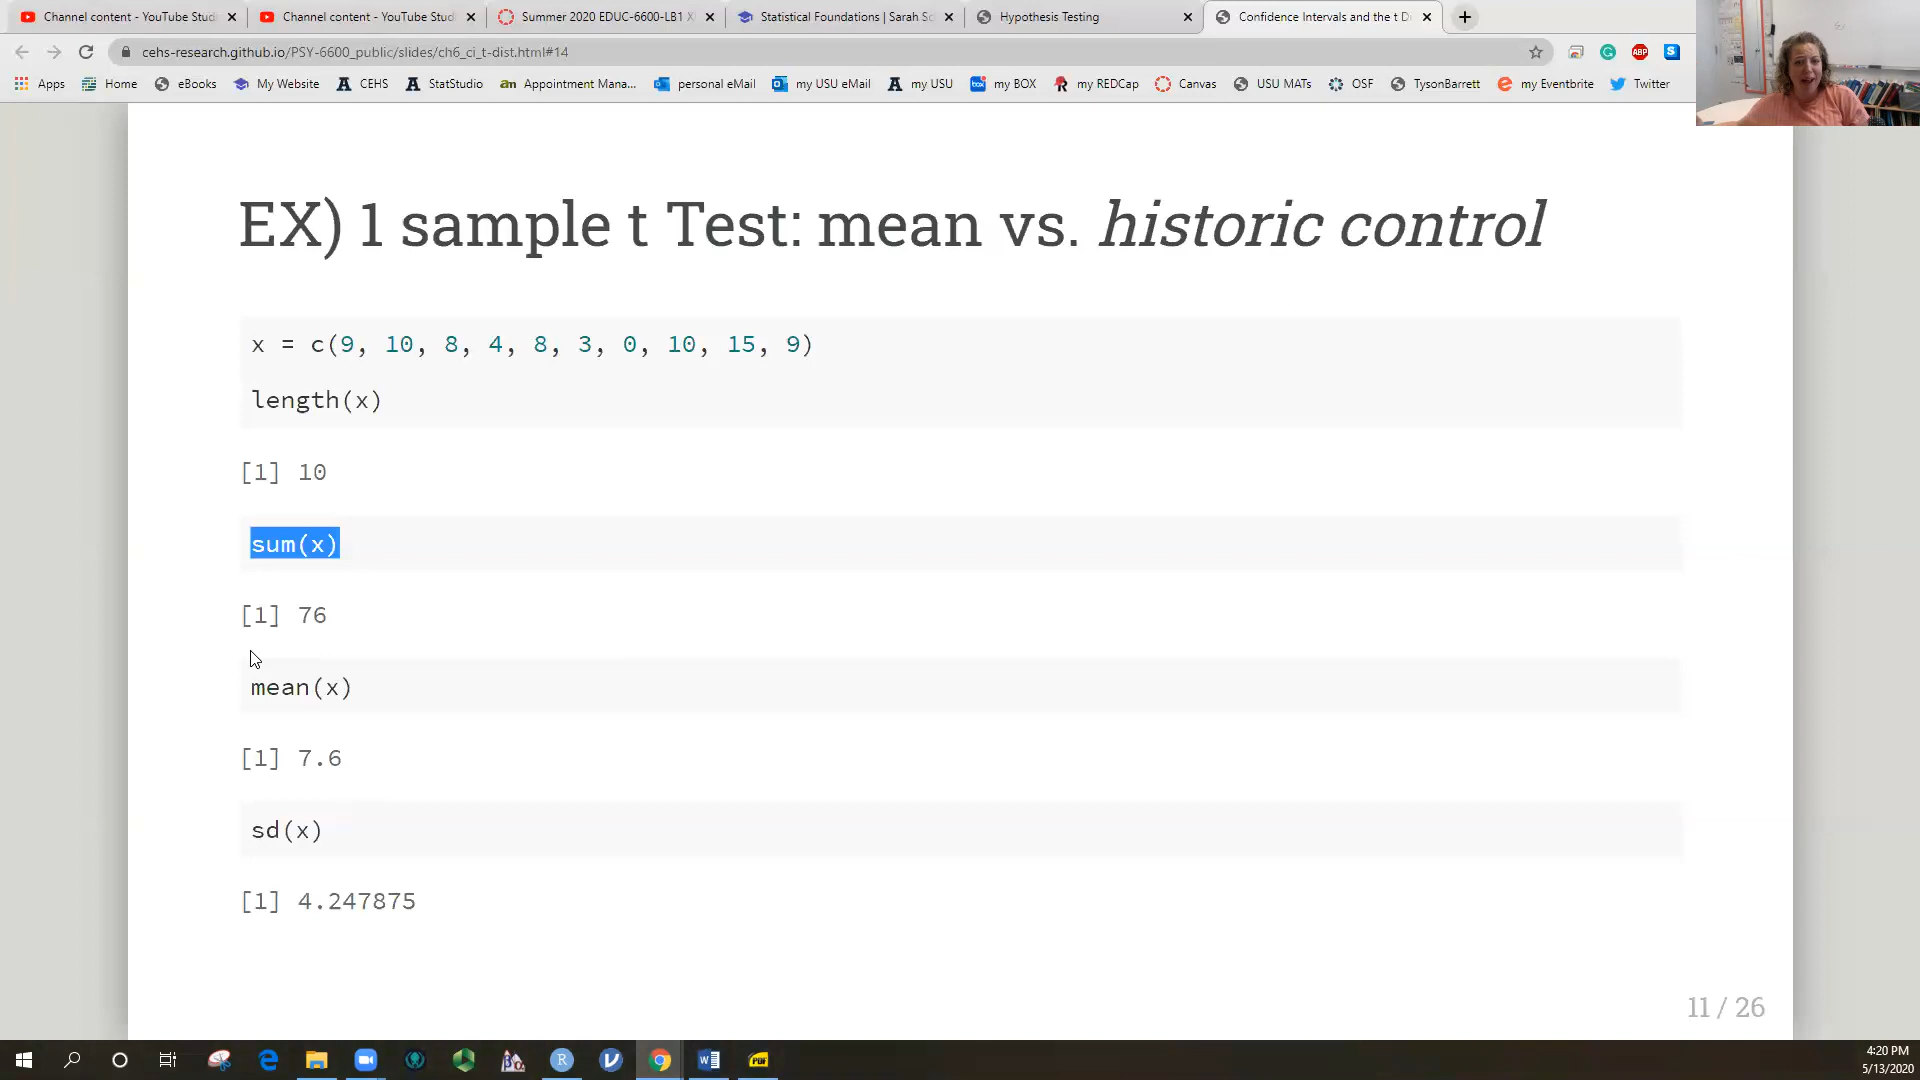 Channel content - YouTube Stud
Channel content - YouTube Stud
Summer 2020 EDUC-6600-LB1 X
Statistical Foundations | Sarah Sc
Hypothesis Testing
Confidence Intervals and the t D
cehs-research.github.io/PSY-6600_public/slides/ch6_ci_t-dist.html#14
ABP
Apps
Home
eBooks
My Website
CEHS
StatStudio
an Appointment Mana...
personal eMail
my USU eMail
my USU
my BOX
my REDCap
Canvas
USU MATs
OSF
TysonBarrett
my Eventbrite
Twitter
EX) 1 sample t Test: mean vs. historic control
x = c(9, 10, 8, 4, 8, 3, 0, 10, 15, 9)
length(x)
[1] 10
sum(x)
[1] 76
mean(x)
[1] 7.6
sd(x)
[1] 4.247875
11 / 26
4:20 PM
5/13/2020